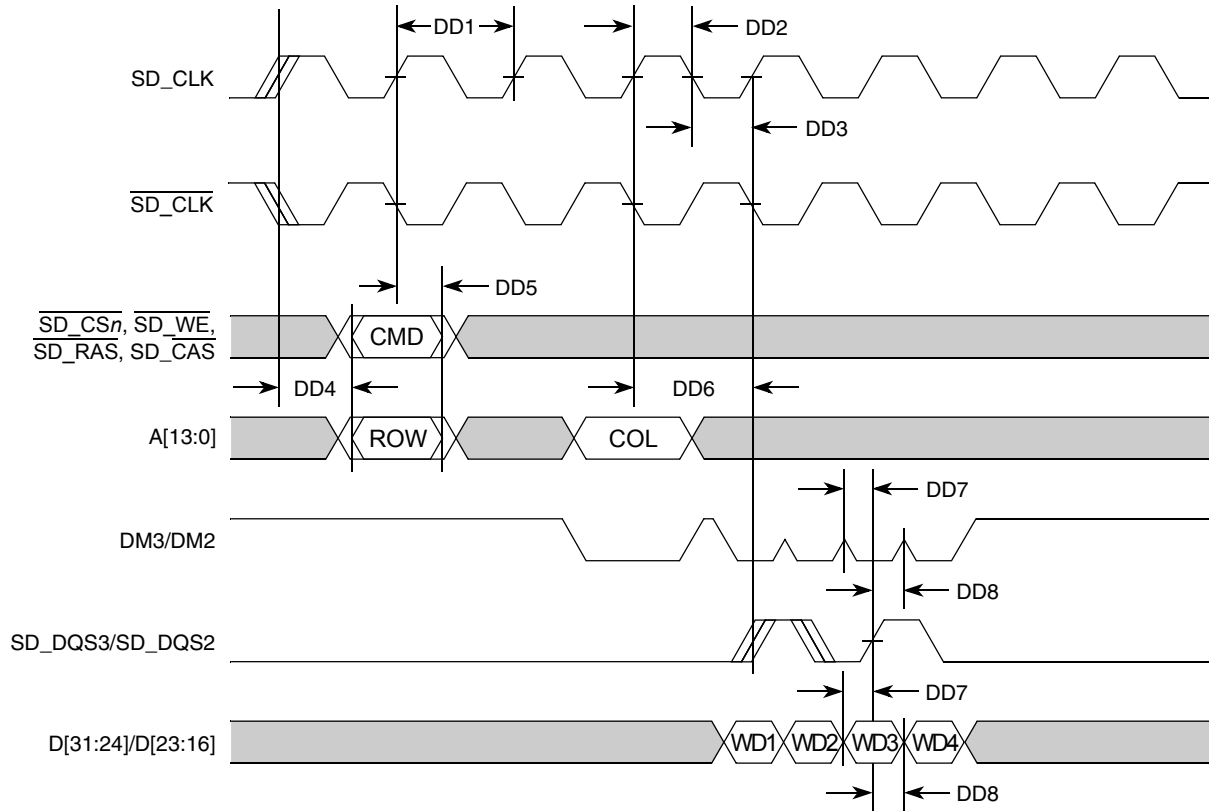 DD1
DD2
SD_CLK
DD3
SD_CLK
DD5
SD_CSn, SD_WE,
SD_RAS, SD_CAS
CMD
DD4
DD6
A[13:0]
ROW
COL
DD7
DM3/DM2
DD8
SD_DQS3/SD_DQS2
DD7
D[31:24]/D[23:16]
WD1 WD2 WD3 WD4
DD8